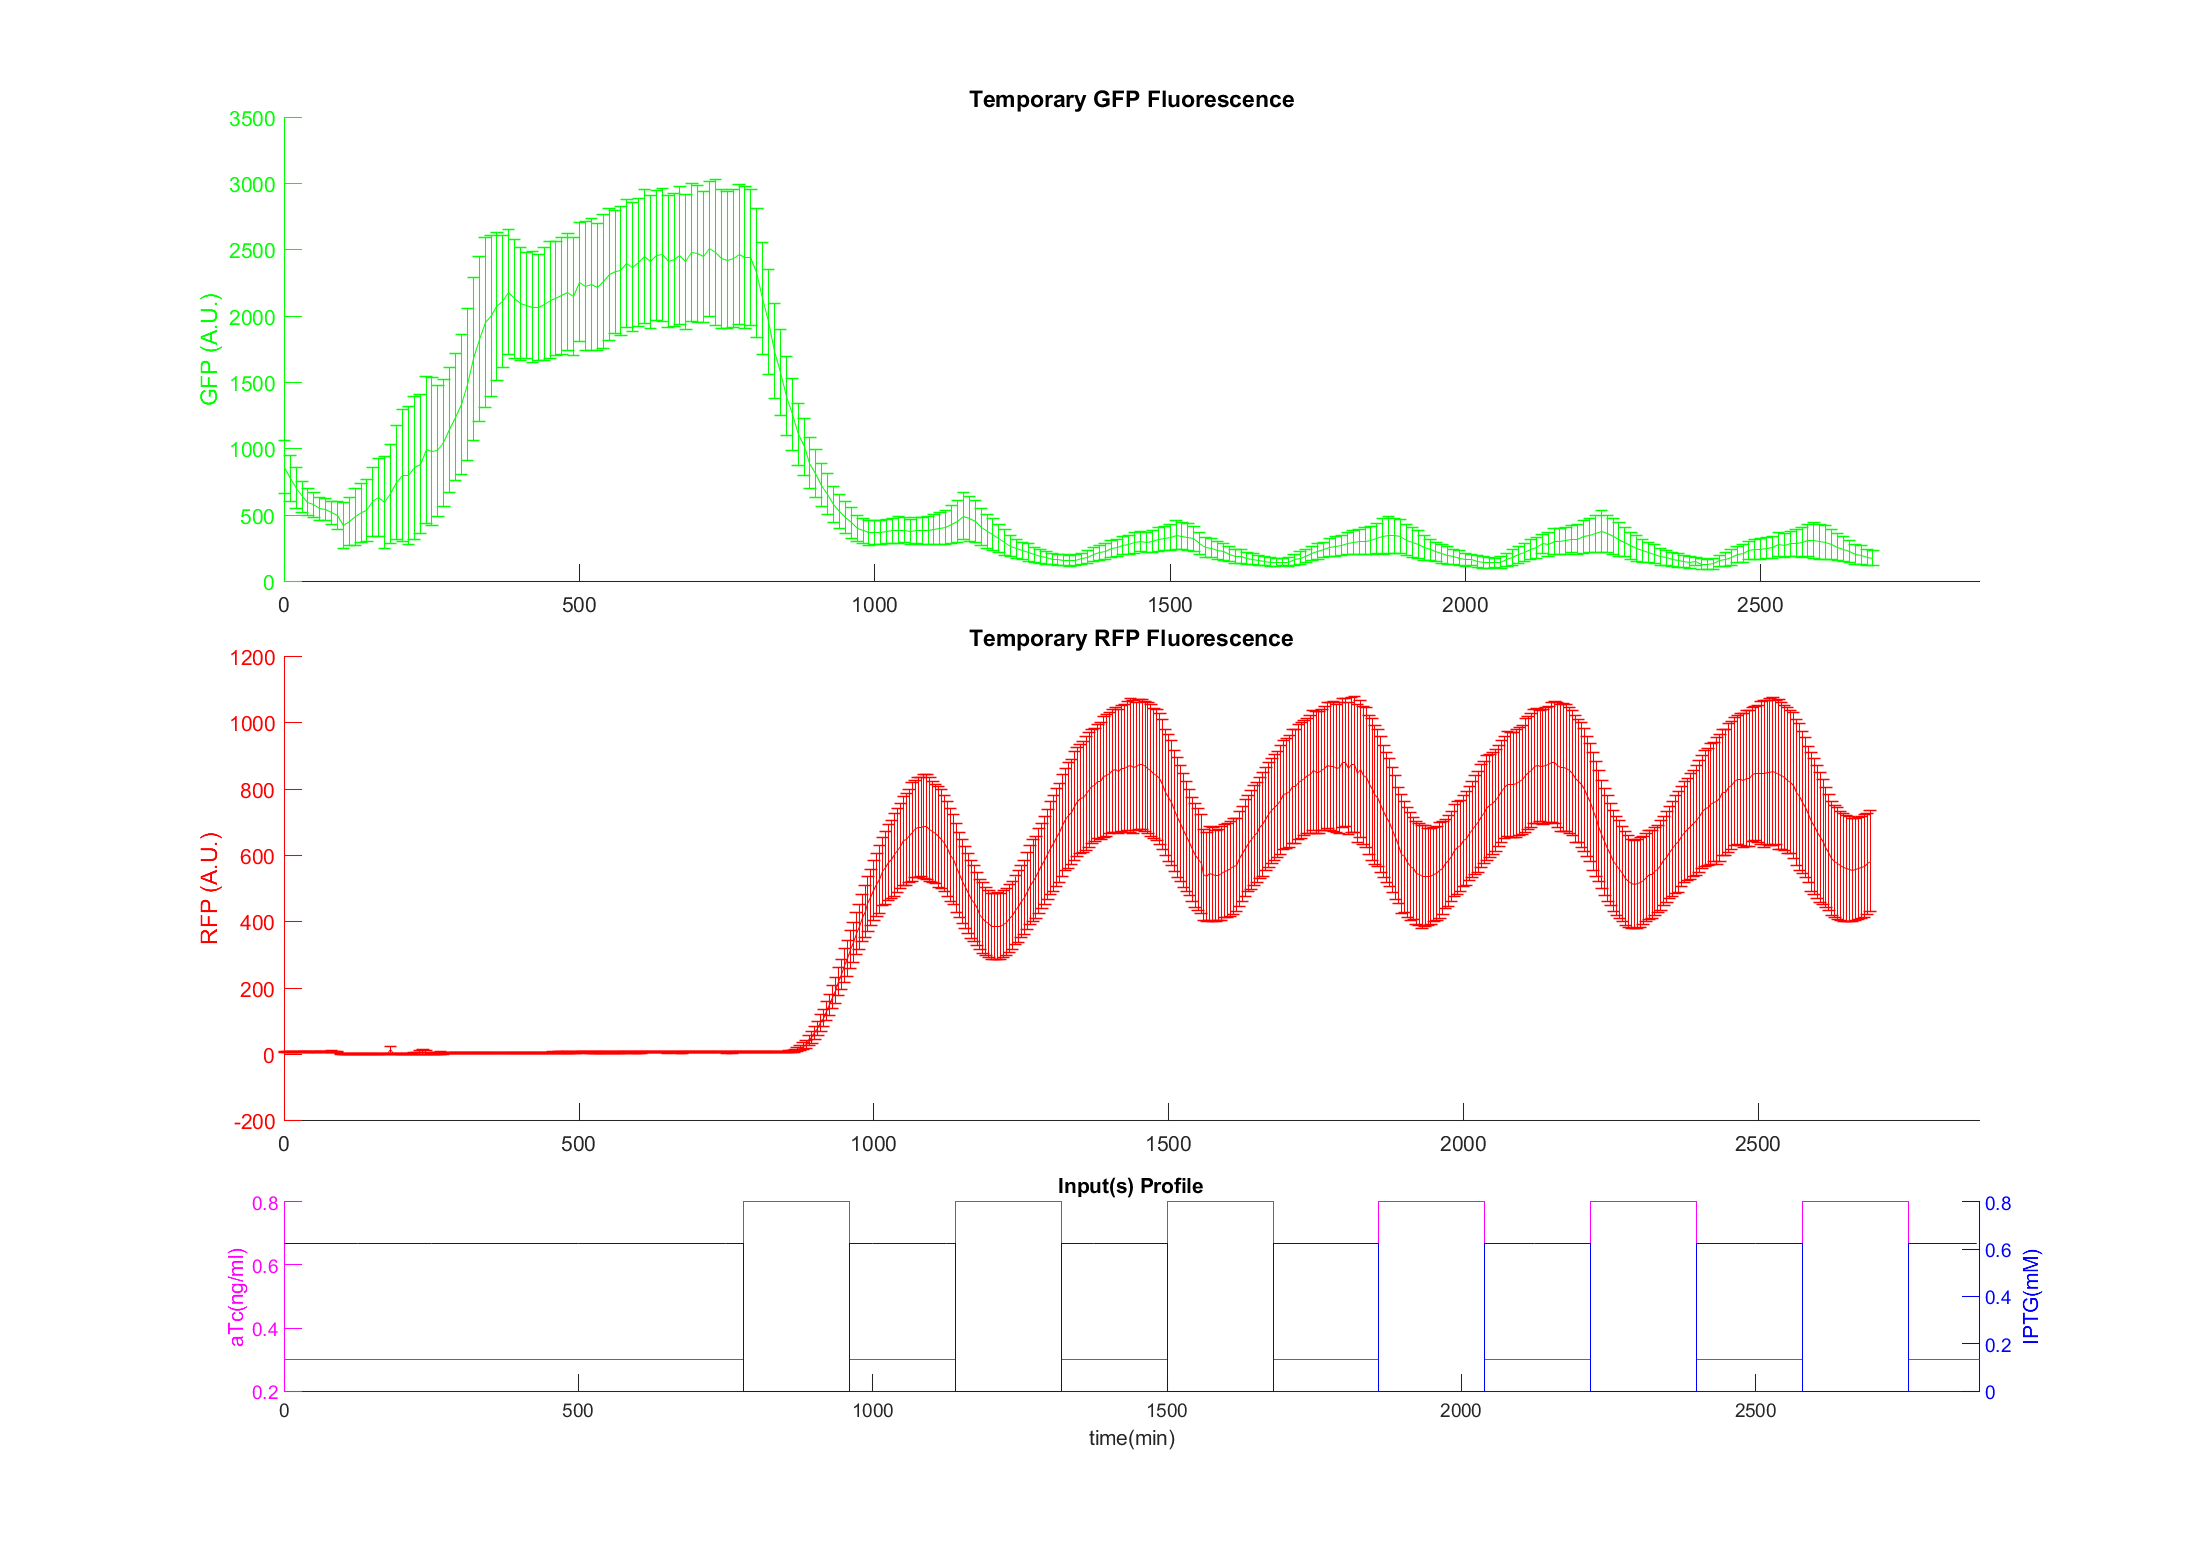 Temporary GFP Fluorescence
3500
3000
2500
2000
1500
1000
500
0
GFP (A.U.)
0 500 1000 1500 2000 2500
Temporary RFP Fluorescence
1200
1000
800
600
400
200
0
-200
RFP (A.U.)
0 500 1000 1500 2000 2500
Input(s) Profile
0.8
0.6
0.4
0.2
aTc(ng/ml)
0.8
0.6
0.4
0.2
0
IPTG(mM)
0 500 1000 1500 2000 2500
time(min)